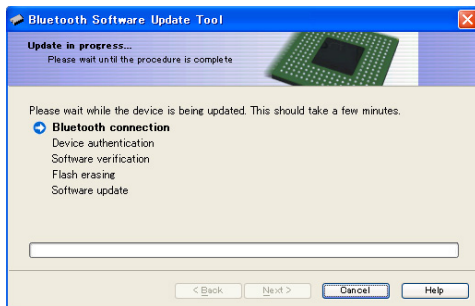 Bluetooth Software Update Tool
Update in progress...
Please wait until the procedure is complete
Please wait while the device is being updated. This should take a few minutes.
Bluetooth connection
Device authentication
Software verification
Flash erasing
Software update
< Back Next > Cancel Help